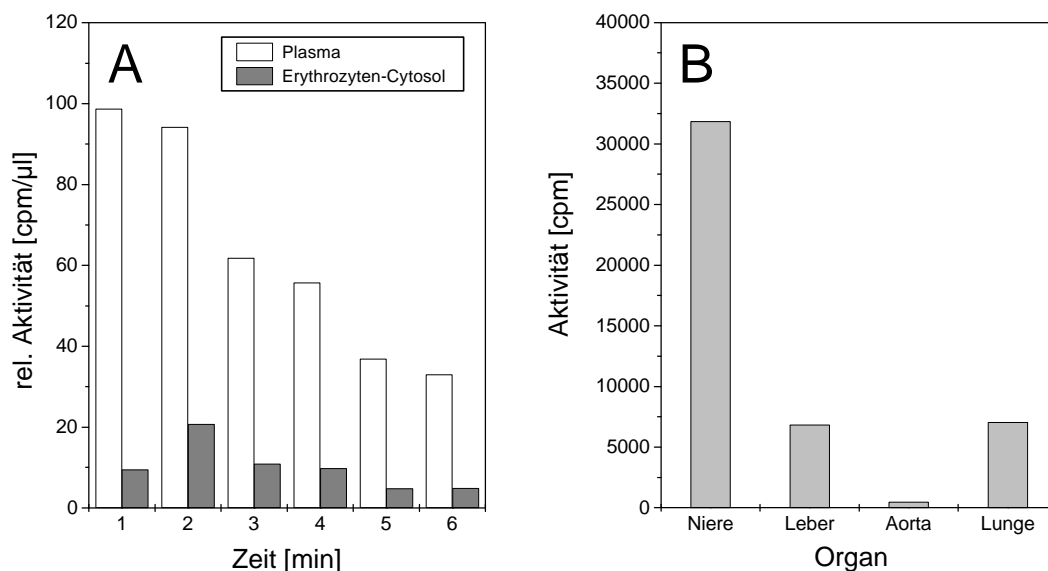 A
Plasma
Erythrozyten-Cytosol
rel. Aktivität [cpm/µl]
120
100
80
60
40
20
0
1 2 3 4 5 6
Zeit [min]
B
Aktivität [cpm]
40000
35000
30000
25000
20000
15000
10000
5000
0
Niere Leber Aorta Lunge
Organ